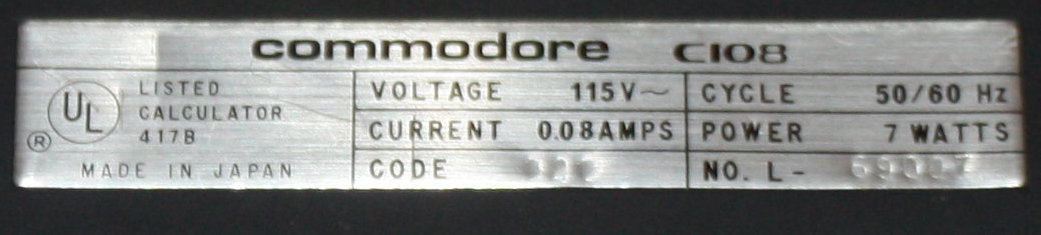 commodore C108
UL LISTED
CALCULATOR
417B
®
MADE IN JAPAN
VOLTAGE 115V~
CYCLE 50/60 Hz
CURRENT 0.08AMPS
POWER 7 WATTS
CODE
NO. L- 69007